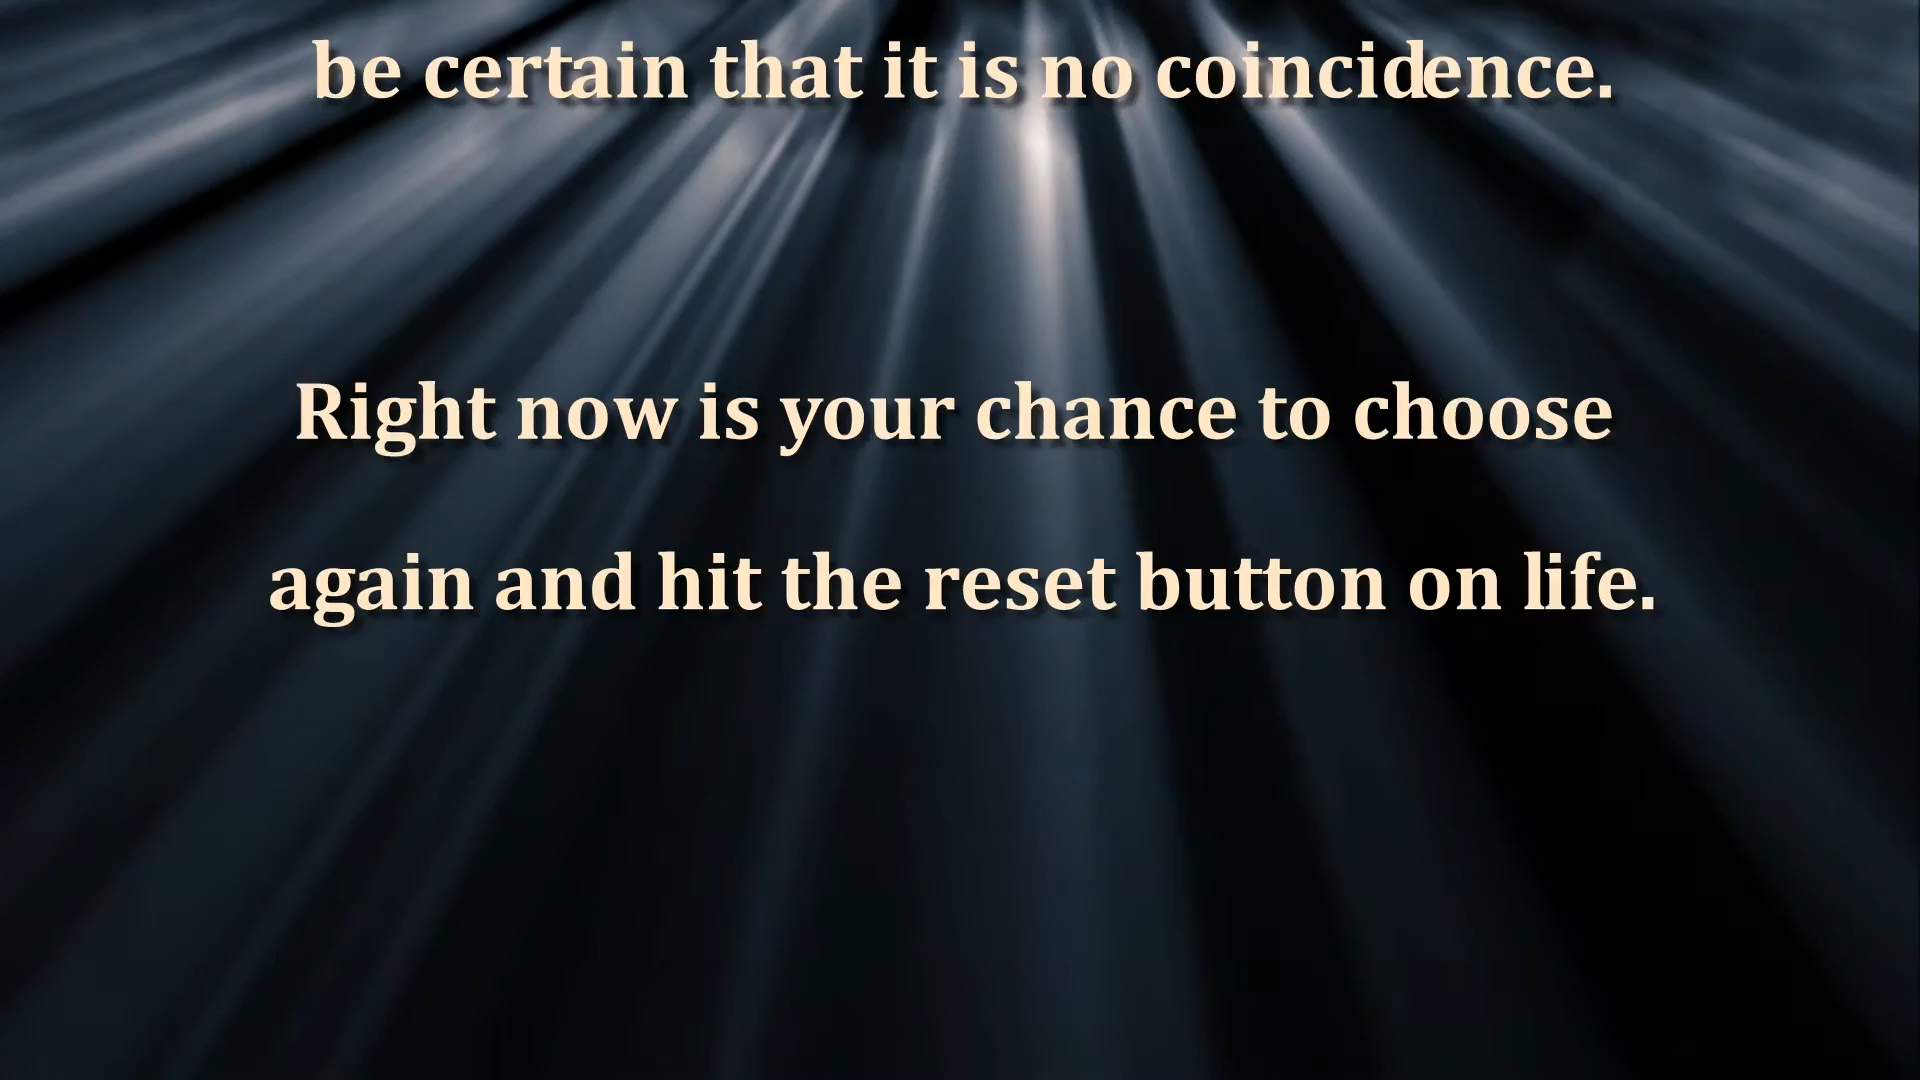 be certain that it is no coincidence.
Right now is your chance to choose
again and hit the reset button on life.